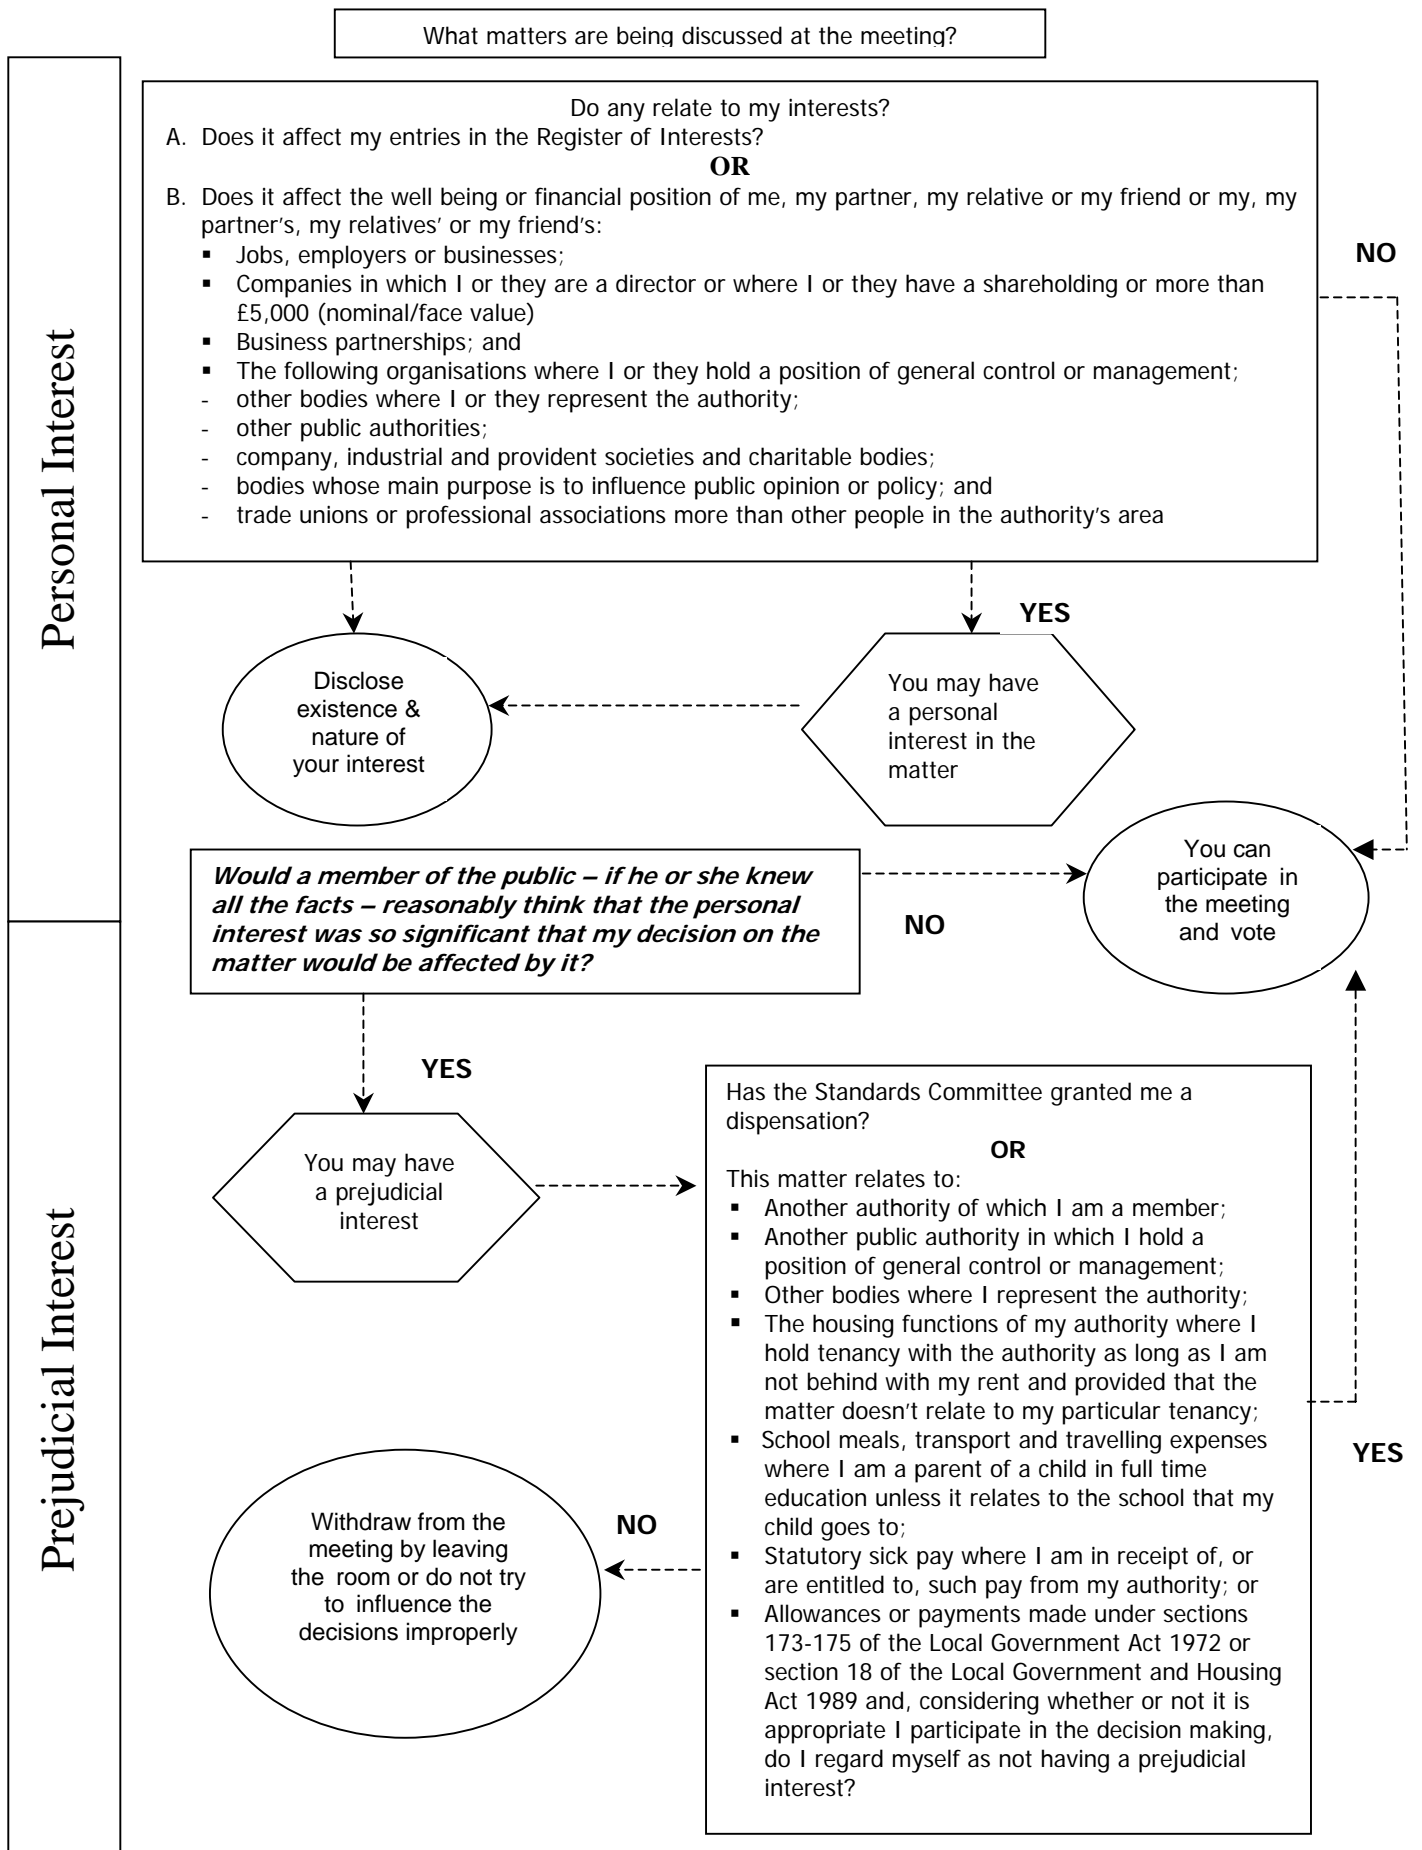 What matters are being discussed at the meeting?
Personal Interest
Do any relate to my interests?
A. Does it affect my entries in the Register of Interests?
OR
B. Does it affect the well being or financial position of me, my partner, my relative or my friend or my, my
partner's, my relatives' or my friend's:
▪ Jobs, employers or businesses;
▪ Companies in which I or they are a director or where I or they have a shareholding or more than
£5,000 (nominal/face value)
▪ Business partnerships; and
▪ The following organisations where I or they hold a position of general control or management;
- other bodies where I or they represent the authority;
- other public authorities;
- company, industrial and provident societies and charitable bodies;
- bodies whose main purpose is to influence public opinion or policy; and
- trade unions or professional associations more than other people in the authority's area
NO
YES
Disclose
existence &
nature of
your interest
You may have
a personal
interest in the
matter
You can
participate in
the meeting
and vote
Would a member of the public – if he or she knew
all the facts – reasonably think that the personal
interest was so significant that my decision on the
matter would be affected by it?
NO
Prejudicial Interest
YES
You may have
a prejudicial
interest
Has the Standards Committee granted me a
dispensation?
OR
This matter relates to:
▪ Another authority of which I am a member;
▪ Another public authority in which I hold a
position of general control or management;
▪ Other bodies where I represent the authority;
▪ The housing functions of my authority where I
hold tenancy with the authority as long as I am
not behind with my rent and provided that the
matter doesn't relate to my particular tenancy;
▪ School meals, transport and travelling expenses
where I am a parent of a child in full time
education unless it relates to the school that my
child goes to;
▪ Statutory sick pay where I am in receipt of, or
are entitled to, such pay from my authority; or
▪ Allowances or payments made under sections
173-175 of the Local Government Act 1972 or
section 18 of the Local Government and Housing
Act 1989 and, considering whether or not it is
appropriate I participate in the decision making,
do I regard myself as not having a prejudicial
interest?
YES
NO
Withdraw from the
meeting by leaving
the room or do not try
to influence the
decisions improperly